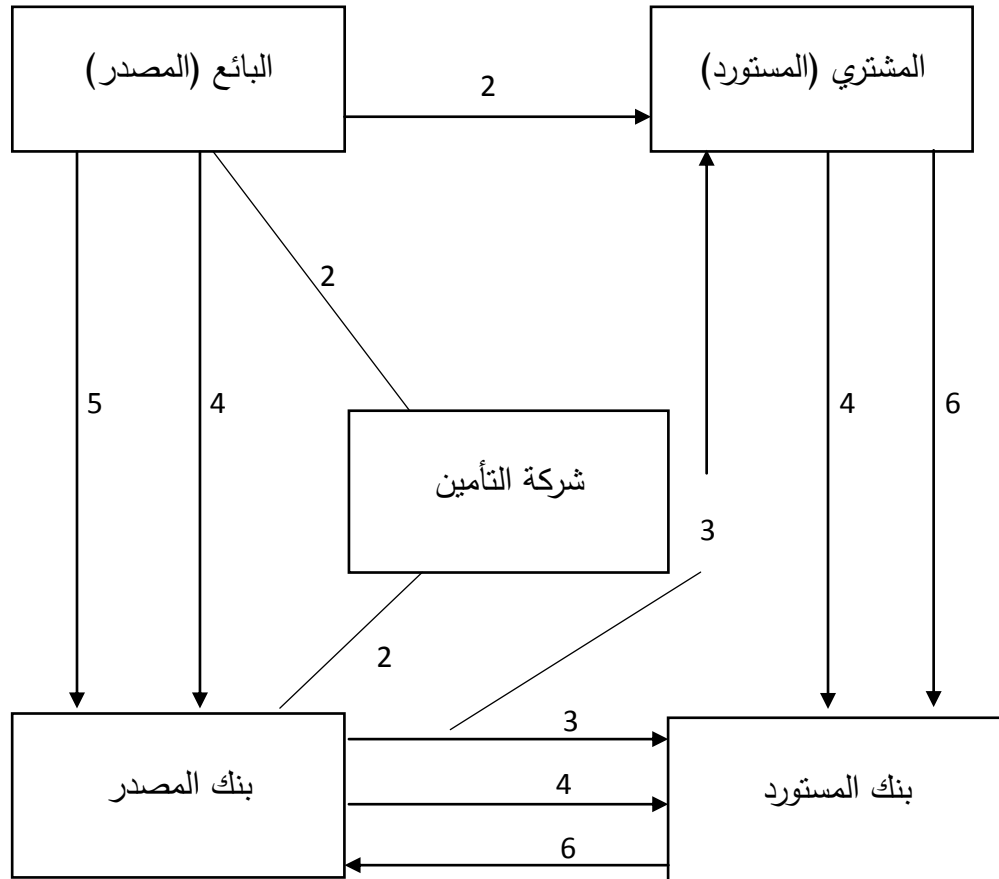 البائع (المصدر)
المشتري (المستورد)
2
2
5
4
4
6
شركة التأمين
3
2
3
4
6
بنك المصدر
بنك المستورد